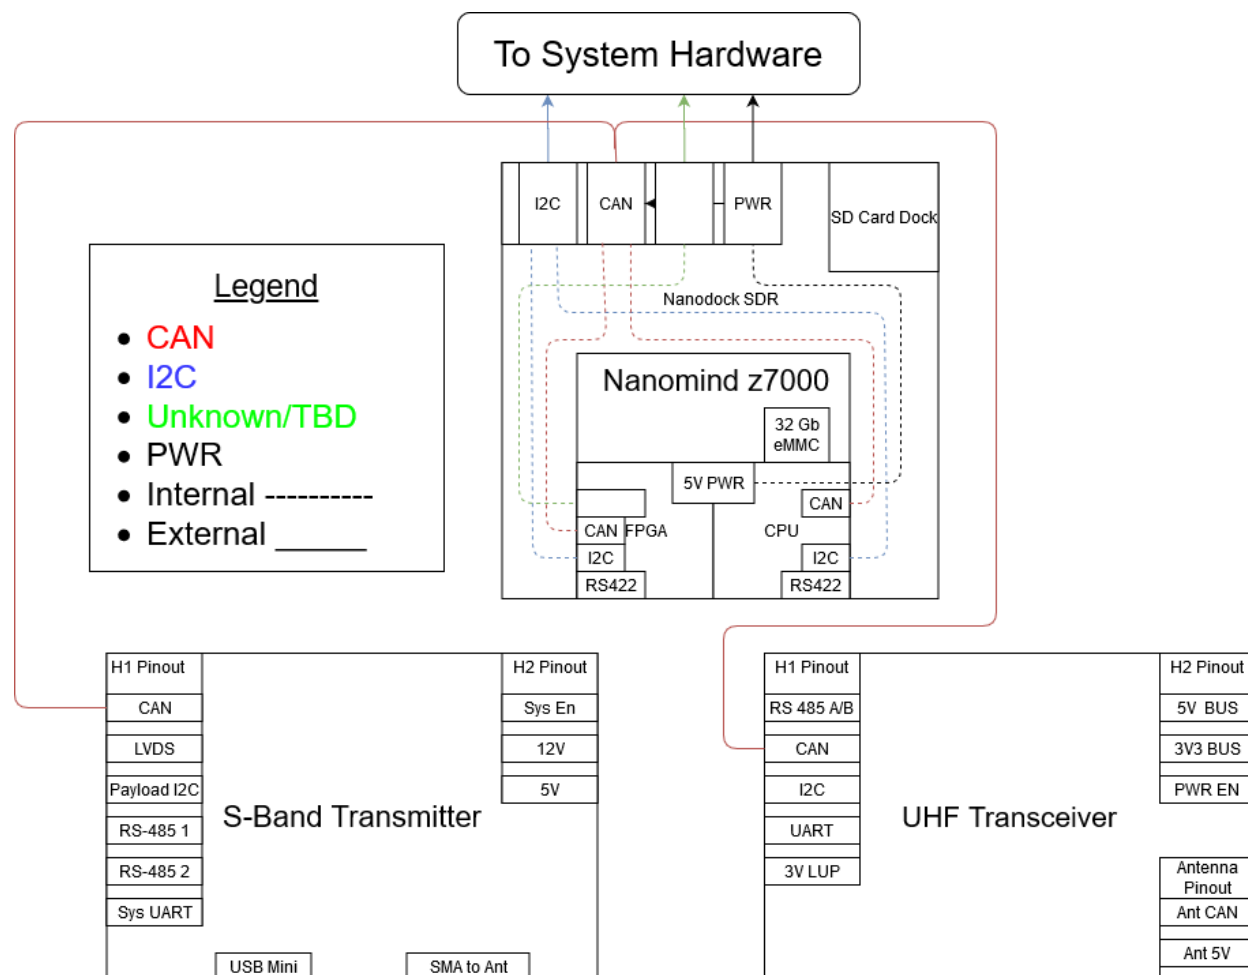 To System Hardware
I2C
CAN
PWR
SD Card Dock
Nanodock SDR
Legend
CAN
I2C
Unknown/TBD
PWR
Internal ----------
External _____
Nanomind z7000
32 Gb
eMMC
5V PWR
CAN
CAN
FPGA
CPU
I2C
I2C
RS422
RS422
H1 Pinout
CAN
LVDS
Payload I2C
RS-485 1
RS-485 2
Sys UART
S-Band Transmitter
H2 Pinout
Sys En
12V
5V
USB Mini
SMA to Ant
H1 Pinout
RS 485 A/B
CAN
I2C
UART
3V LUP
UHF Transceiver
H2 Pinout
5V BUS
3V3 BUS
PWR EN
Antenna
Pinout
Ant CAN
Ant 5V